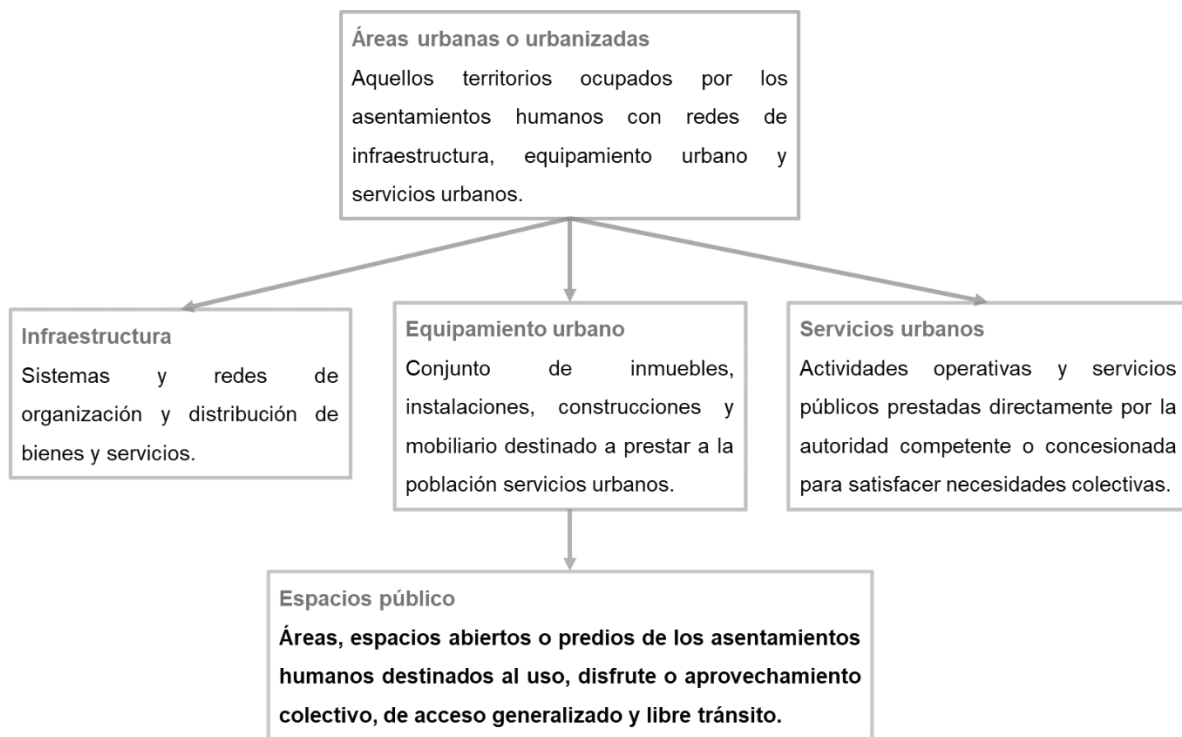 Áreas urbanas o urbanizadas
Aquellos territorios ocupados por los
asentamientos humanos con redes de
infraestructura, equipamiento urbano y
servicios urbanos.
Infraestructura
Sistemas y redes de
organización y distribución de
bienes y servicios.
Equipamiento urbano
Conjunto de inmuebles,
instalaciones, construcciones y
mobiliario destinado a prestar a la
población servicios urbanos.
Servicios urbanos
Actividades operativas y servicios
públicos prestadas directamente por la
autoridad competente o concesionada
para satisfacer necesidades colectivas.
Espacios público
Áreas, espacios abiertos o predios de los asentamientos
humanos destinados al uso, disfrute o aprovechamiento
colectivo, de acceso generalizado y libre tránsito.